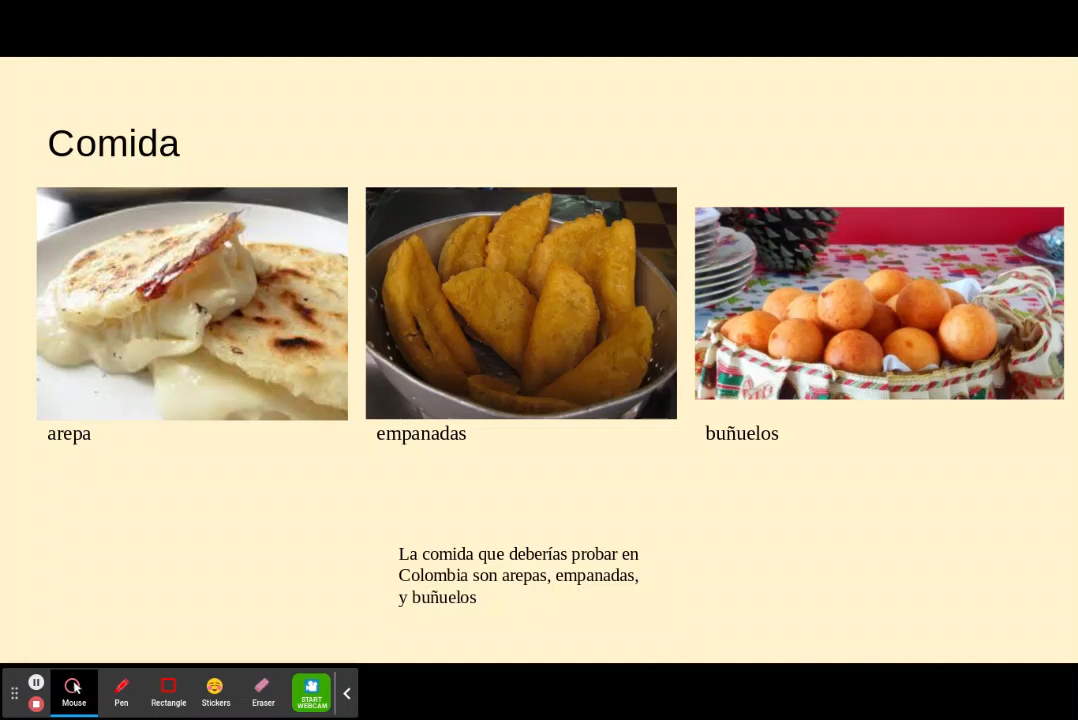 Comida
arepa
empanadas
buñuelos
La comida que deberías probar en
Colombia son arepas, empanadas,
y buñuelos
Mouse
Pen
Rectangle
Stickers
Eraser
START
WEBCAM